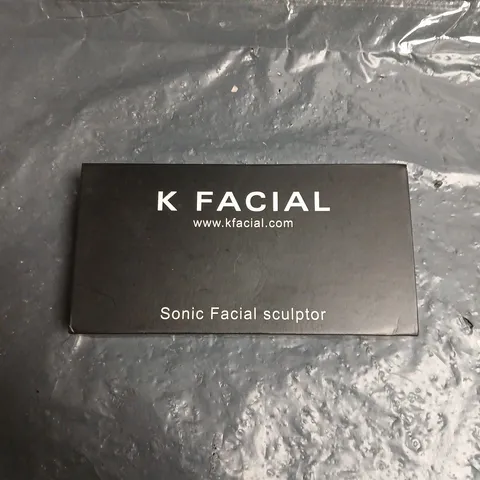 K FACIAL
www.kfacial.com
Sonic Facial sculptor